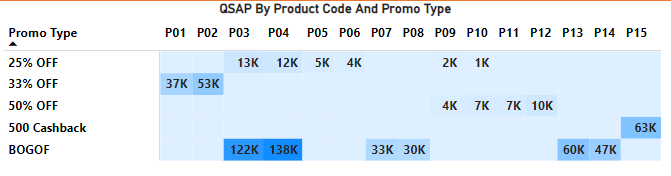 QSAP By Product Code And Promo Type
Promo Type P01 P02 P03 P04 P05 P06 P07 P08 P09 P10 P11 P12 P13 P14 P15
25% OFF 13K 12K 5K 4K 2K 1K
33% OFF 37K 53K
50% OFF 4K 7K 7K 10K
500 Cashback 63K
BOGOF 122K 138K 33K 30K 60K 47K